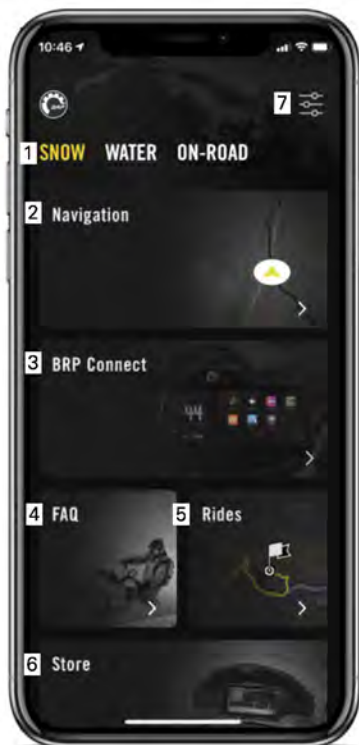 10:46
7
1 SNOW WATER ON-ROAD
2 Navigation
3 BRP Connect
44
4 FAQ
5 Rides
6 Store